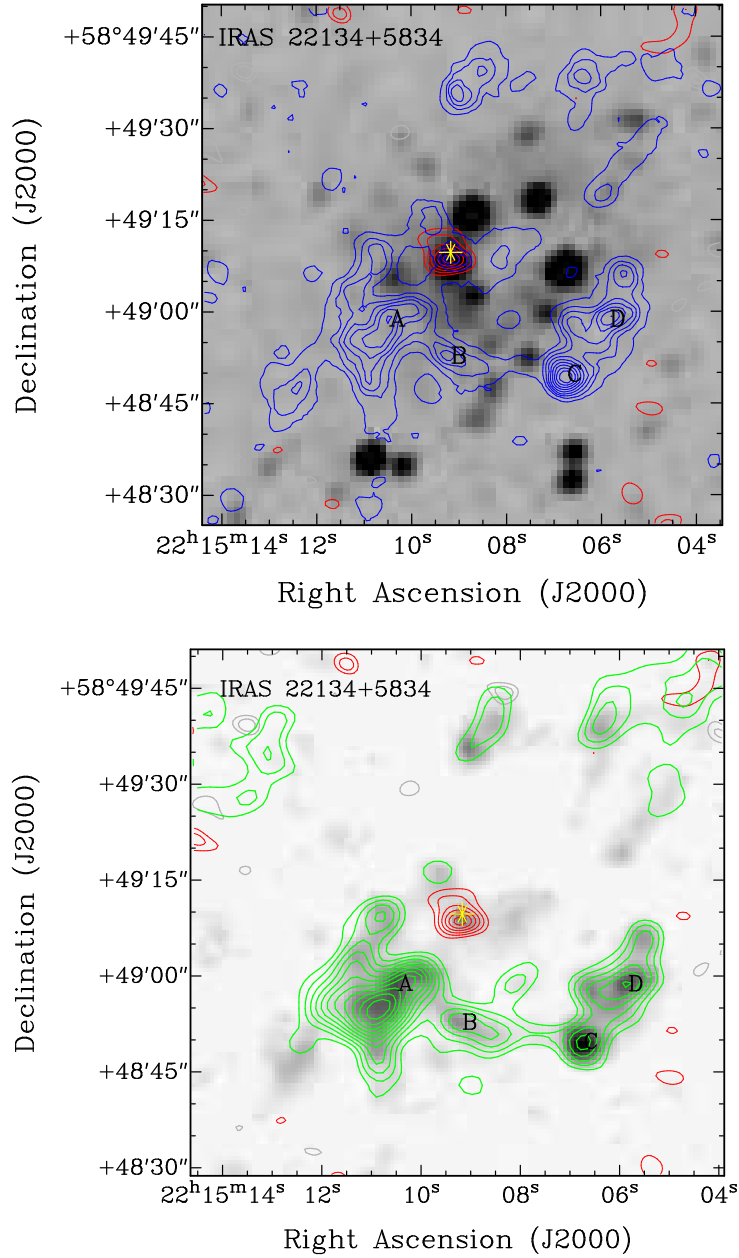 +58°49'45"
IRAS 22134+5834
+49'30"
+49'15"
+49'00"
A
D
B
C
+48'45"
+48'30"
22ʰ15ᵐ14ˢ 12ˢ 10ˢ 08ˢ 06ˢ 04ˢ
Right Ascension (J2000)
Declination (J2000)
+58°49'45"
IRAS 22134+5834
+49'30"
+49'15"
+49'00"
A
D
B
C
+48'45"
+48'30"
22ʰ15ᵐ14ˢ 12ˢ 10ˢ 08ˢ 06ˢ 04ˢ
Right Ascension (J2000)
Declination (J2000)